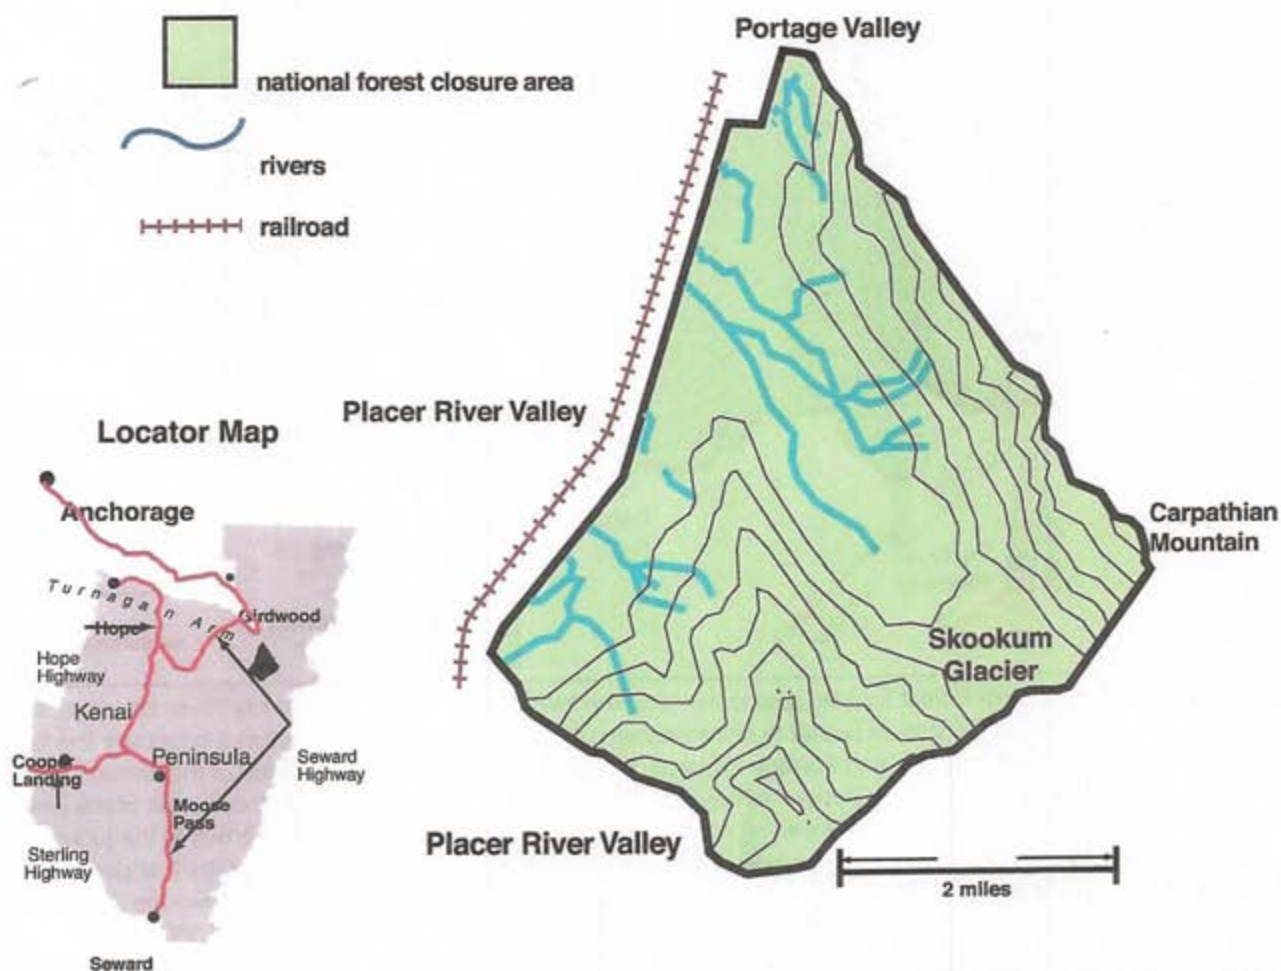 Portage Valley
national forest closure area
rivers
railroad
Placer River Valley
Locator Map
Anchorage
Turnagan Arm
Girdwood
Hope
Hope
Highway
Kenai
Peninsula
Cooper
Landing
Seward
Highway
Moose
Pass
Sterling
Highway
Seward
Carpathian
Mountain
Skookum
Glacier
Placer River Valley
2 miles